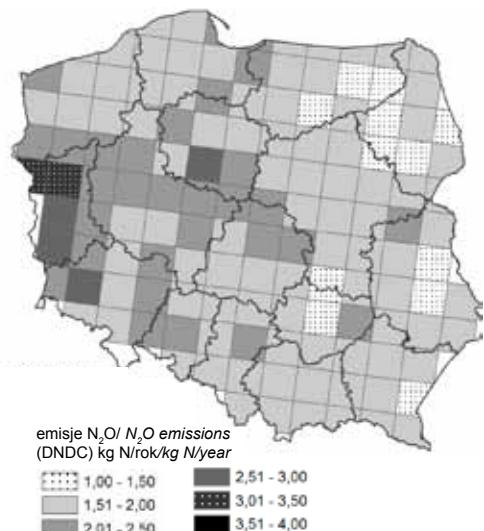 emisje N₂O/ N₂O emissions
(DNDC) kg N/rok/kg N/year
1,00 - 1,50
1,51 - 2,00
2,01 - 2,50
2,51 - 3,00
3,01 - 3,50
3,51 - 4,00